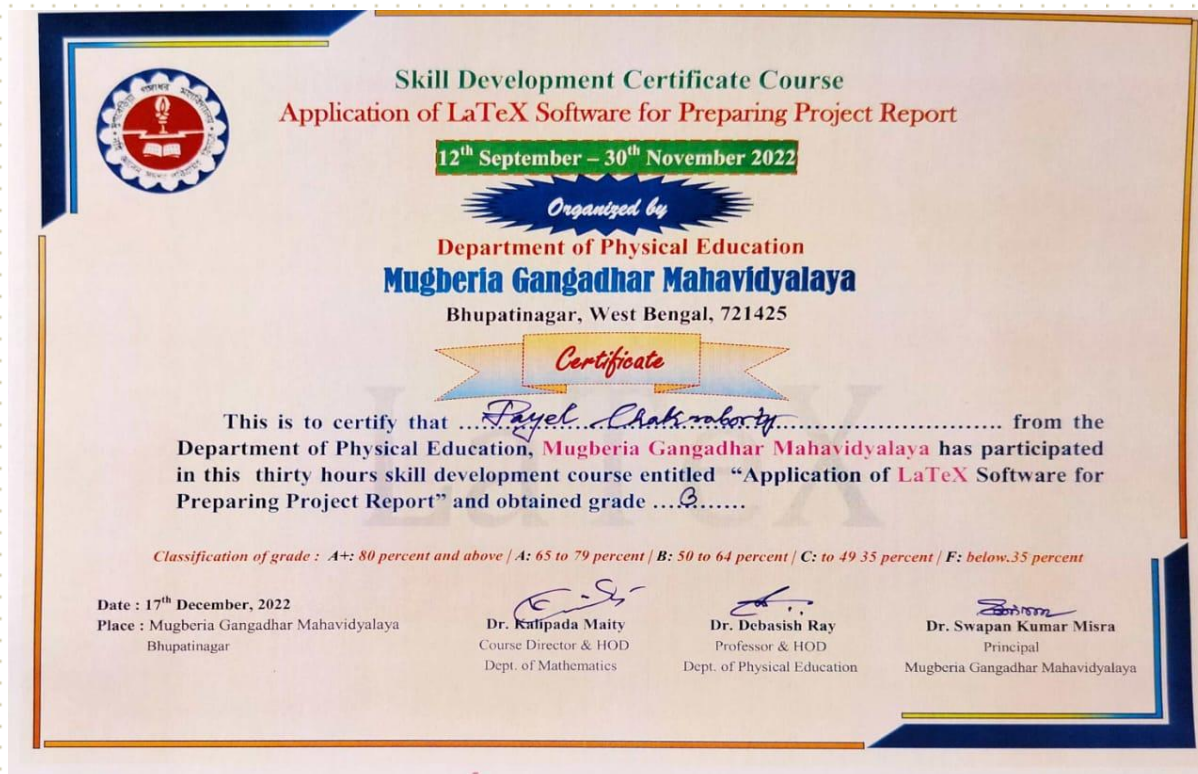 Skill Development Certificate Course
Application of LaTeX Software for Preparing Project Report
12th September – 30th November 2022
Organized by
Department of Physical Education
Mugberia Gangadhar Mahavidyalaya
Bhupatinagar, West Bengal, 721425
Certificate
LaTeX
This is to certify that ....Payel Chakraborty.... from the
Department of Physical Education, Mugberia Gangadhar Mahavidyalaya has participated
in this thirty hours skill development course entitled “Application of LaTeX Software for
Preparing Project Report” and obtained grade ....B.......
Classification of grade : A+: 80 percent and above / A: 65 to 79 percent / B: 50 to 64 percent / C: to 49 35 percent / F: below.35 percent
Date : 17th December, 2022
Place : Mugberia Gangadhar Mahavidyalaya
Bhupatinagar
Dr. Kalipada Maity
Course Director & HOD
Dept. of Mathematics
Dr. Debasish Ray
Professor & HOD
Dept. of Physical Education
Dr. Swapan Kumar Misra
Principal
Mugberia Gangadhar Mahavidyalaya